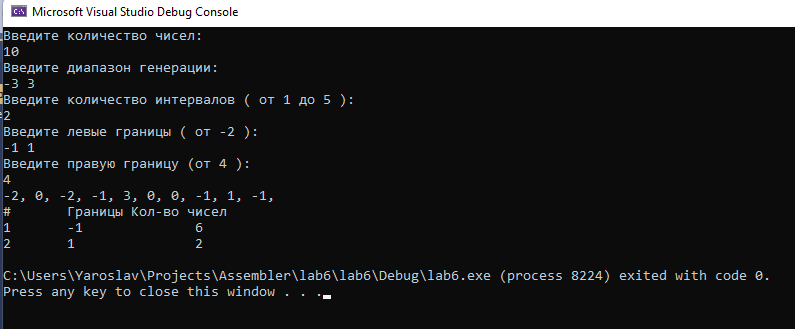 Microsoft Visual Studio Debug Console
Введите количество чисел:
10
Введите диапазон генерации:
-3 3
Введите количество интервалов ( от 1 до 5 ):
2
Введите левые границы ( от -2 ):
-1 1
Введите правую границу (от 4 ):
4
-2, 0, -2, -1, 3, 0, 0, -1, 1, -1,
# Границы Кол-во чисел
1 -1 6
2 1 2
C:\Users\Yaroslav\Projects\Assembler\lab6\lab6\Debug\lab6.exe (process 8224) exited with code 0.
Press any key to close this window . . .